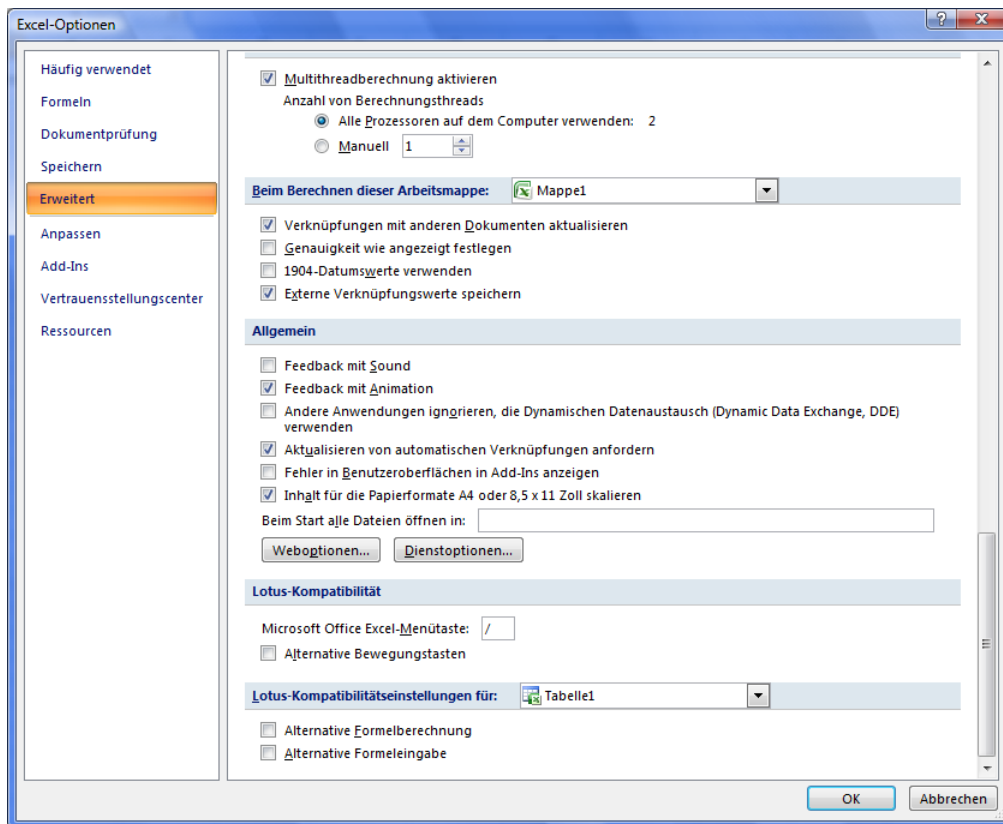 Excel-Optionen
Häufig verwendet
Formeln
Dokumentprüfung
Speichern
Erweitert
Anpassen
Add-Ins
Vertrauensstellungscenter
Ressourcen
Multithreadberechnung aktivieren
Anzahl von Berechnungsthreads
Alle Prozessoren auf dem Computer verwenden: 2
Manuell 1
Beim Berechnen dieser Arbeitsmappe: Mappe1
Verknüpfungen mit anderen Dokumenten aktualisieren
Genauigkeit wie angezeigt festlegen
1904-Datumswerte verwenden
Externe Verknüpfungswerte speichern
Allgemein
Feedback mit Sound
Feedback mit Animation
Andere Anwendungen ignorieren, die Dynamischen Datenaustausch (Dynamic Data Exchange, DDE)
verwenden
Aktualisieren von automatischen Verknüpfungen anfordern
Fehler in Benutzeroberflächen in Add-Ins anzeigen
Inhalt für die Papierformate A4 oder 8,5 x 11 Zoll skalieren
Beim Start alle Dateien öffnen in:
Weboptionen... Dienstoptionen...
Lotus-Kompatibilität
Microsoft Office Excel-Menütaste: /
Alternative Bewegungstasten
Lotus-Kompatibilitätseinstellungen für: Tabelle1
Alternative Formelberechnung
Alternative Formeleingabe
OK Abbrechen